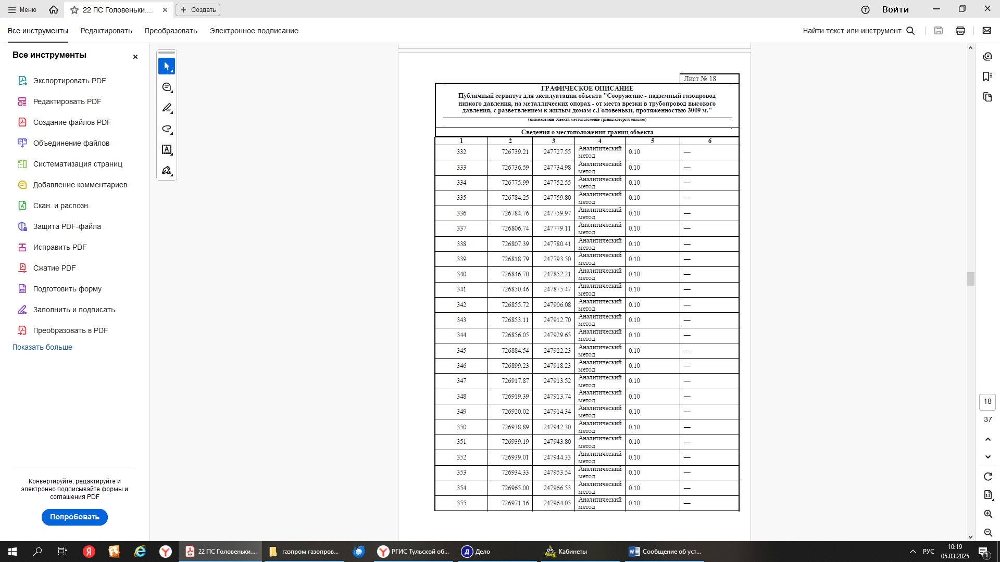 Меню
22 ПС Головеньки....
Создать
Войти
Все инструменты
Редактировать
Преобразовать
Электронное подписание
Найти текст или инструмент
Все инструменты
Экспортировать PDF
Редактировать PDF
Создание файлов PDF
Объединение файлов
Систематизация страниц
Добавление комментариев
Скан. и распозн.
Защита PDF-файла
Исправить PDF
Сжатие PDF
Подготовить форму
Заполнить и подписать
Преобразовать в PDF
Показать больше
Конвертируйте, редактируйте и
электронно подписывайте формы и
соглашения PDF
Попробовать
Лист № 18
ГРАФИЧЕСКОЕ ОПИСАНИЕ
Публичный сервитут для эксплуатации объекта "Сооружение - надземный газопровод
низкого давления, на металлических опорах - от места врезки в трубопровод высокого
давления, с разветвлением к жилым домам с.Головеньки, протяженностью 3009 м."
(наименование объекта, местоположение границ которого описано)
Сведения о местоположении границ объекта
1 2 3 4 5 6
332 726739.21 247727.55 Аналитический метод 0.10 —
333 726736.59 247734.98 Аналитический метод 0.10 —
334 726775.99 247752.55 Аналитический метод 0.10 —
335 726784.25 247759.80 Аналитический метод 0.10 —
336 726784.76 247759.97 Аналитический метод 0.10 —
337 726806.74 247779.11 Аналитический метод 0.10 —
338 726807.39 247780.41 Аналитический метод 0.10 —
339 726818.79 247793.50 Аналитический метод 0.10 —
340 726846.70 247852.21 Аналитический метод 0.10 —
341 726850.46 247875.47 Аналитический метод 0.10 —
342 726855.72 247906.08 Аналитический метод 0.10 —
343 726853.11 247912.70 Аналитический метод 0.10 —
344 726856.05 247929.65 Аналитический метод 0.10 —
345 726884.54 247922.23 Аналитический метод 0.10 —
346 726899.23 247918.23 Аналитический метод 0.10 —
347 726917.87 247913.52 Аналитический метод 0.10 —
348 726919.39 247913.74 Аналитический метод 0.10 —
349 726920.02 247914.34 Аналитический метод 0.10 —
350 726938.89 247942.30 Аналитический метод 0.10 —
351 726939.19 247943.80 Аналитический метод 0.10 —
352 726939.01 247944.33 Аналитический метод 0.10 —
353 726934.33 247953.54 Аналитический метод 0.10 —
354 726965.00 247966.53 Аналитический метод 0.10 —
355 726971.16 247964.05 Аналитический метод 0.10 —
18
37
22 ПС Головеньки....
газпром газопров...
РГИС Тульской об...
Дело
Кабинеты
Сообщение об уст...
РУС
10:19
05.03.2025
1